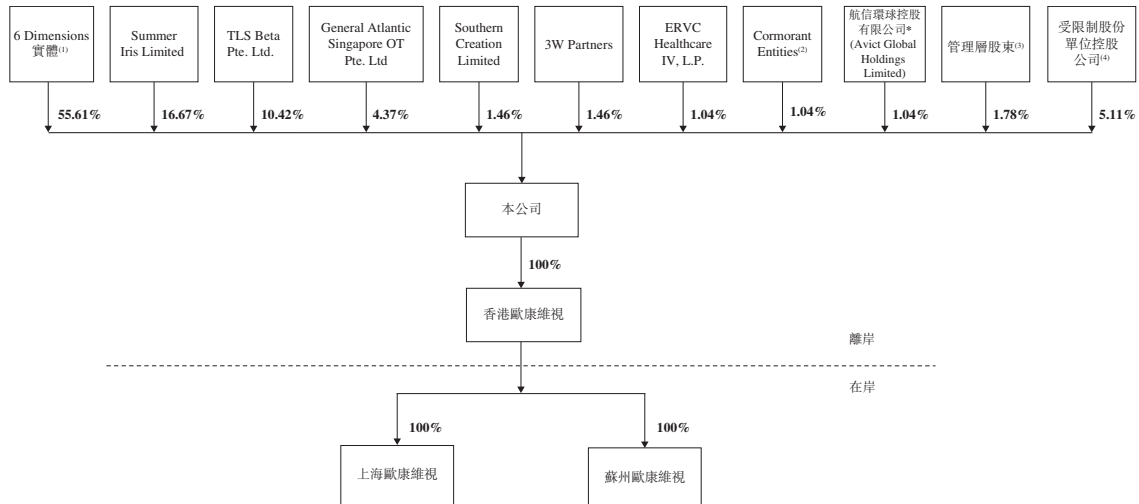 6 Dimensions
實體(1)
Summer
Iris Limited
TLS Beta
Pte. Ltd.
General Atlantic
Singapore OT
Pte. Ltd
Southern
Creation
Limited
3W Partners
ERVC
Healthcare
IV, L.P.
Cormorant
Entities(2)
航信環球控股
有限公司*
(Avict Global
Holdings
Limited)
管理層股東(3)
受限制股份
單位控股
公司(4)
55.61%
16.67%
10.42%
4.37%
1.46%
1.46%
1.04%
1.04%
1.04%
1.78%
5.11%
本公司
100%
香港歐康維視
離岸
在岸
100%
100%
上海歐康維視
蘇州歐康維視